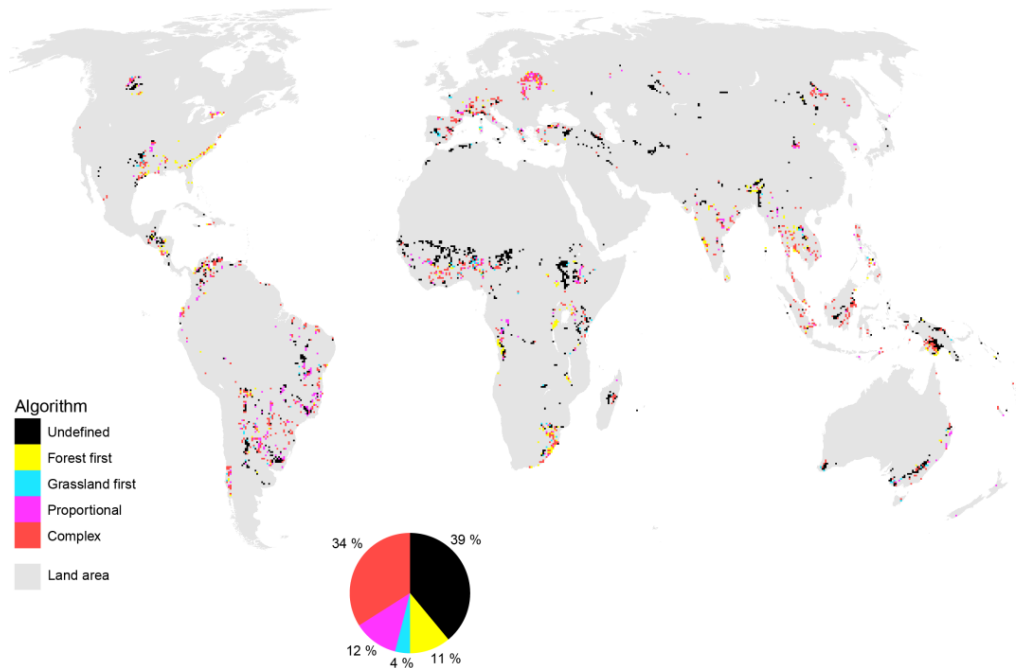 Algorithm
Undefined
Forest first
Grassland first
Proportional
Complex
Land area
34 %
39 %
12 %
4 %
11 %